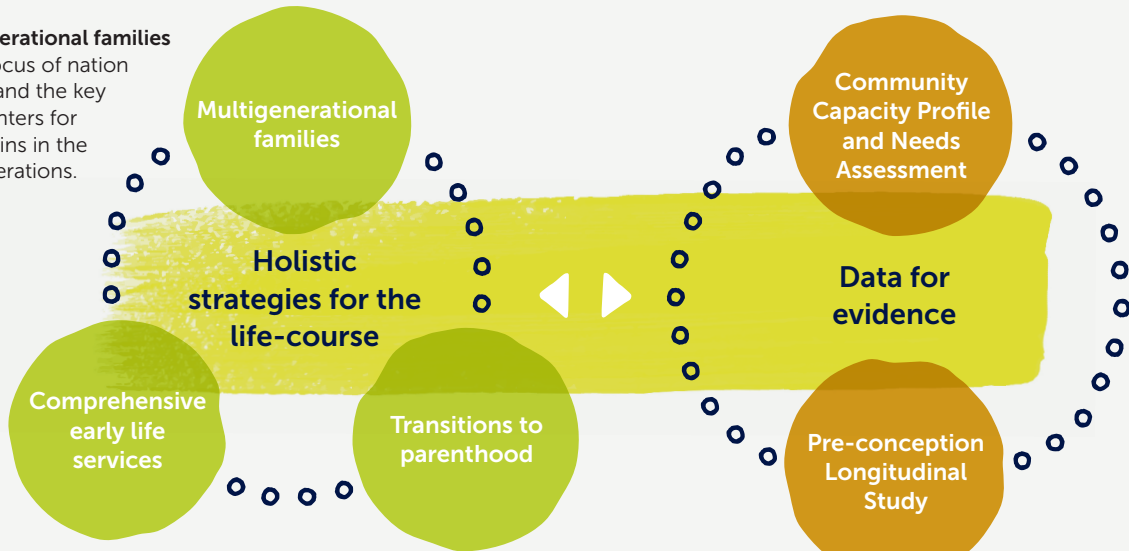 erational families
ocus of nation
and the key
nters for
ins in the
erations.
Multigenerational
families
Community
Capacity Profile
and Needs
Assessment
Holistic
strategies for the
life-course
Data for
evidence
Comprehensive
early life
services
Transitions to
parenthood
Pre-conception
Longitudinal
Study